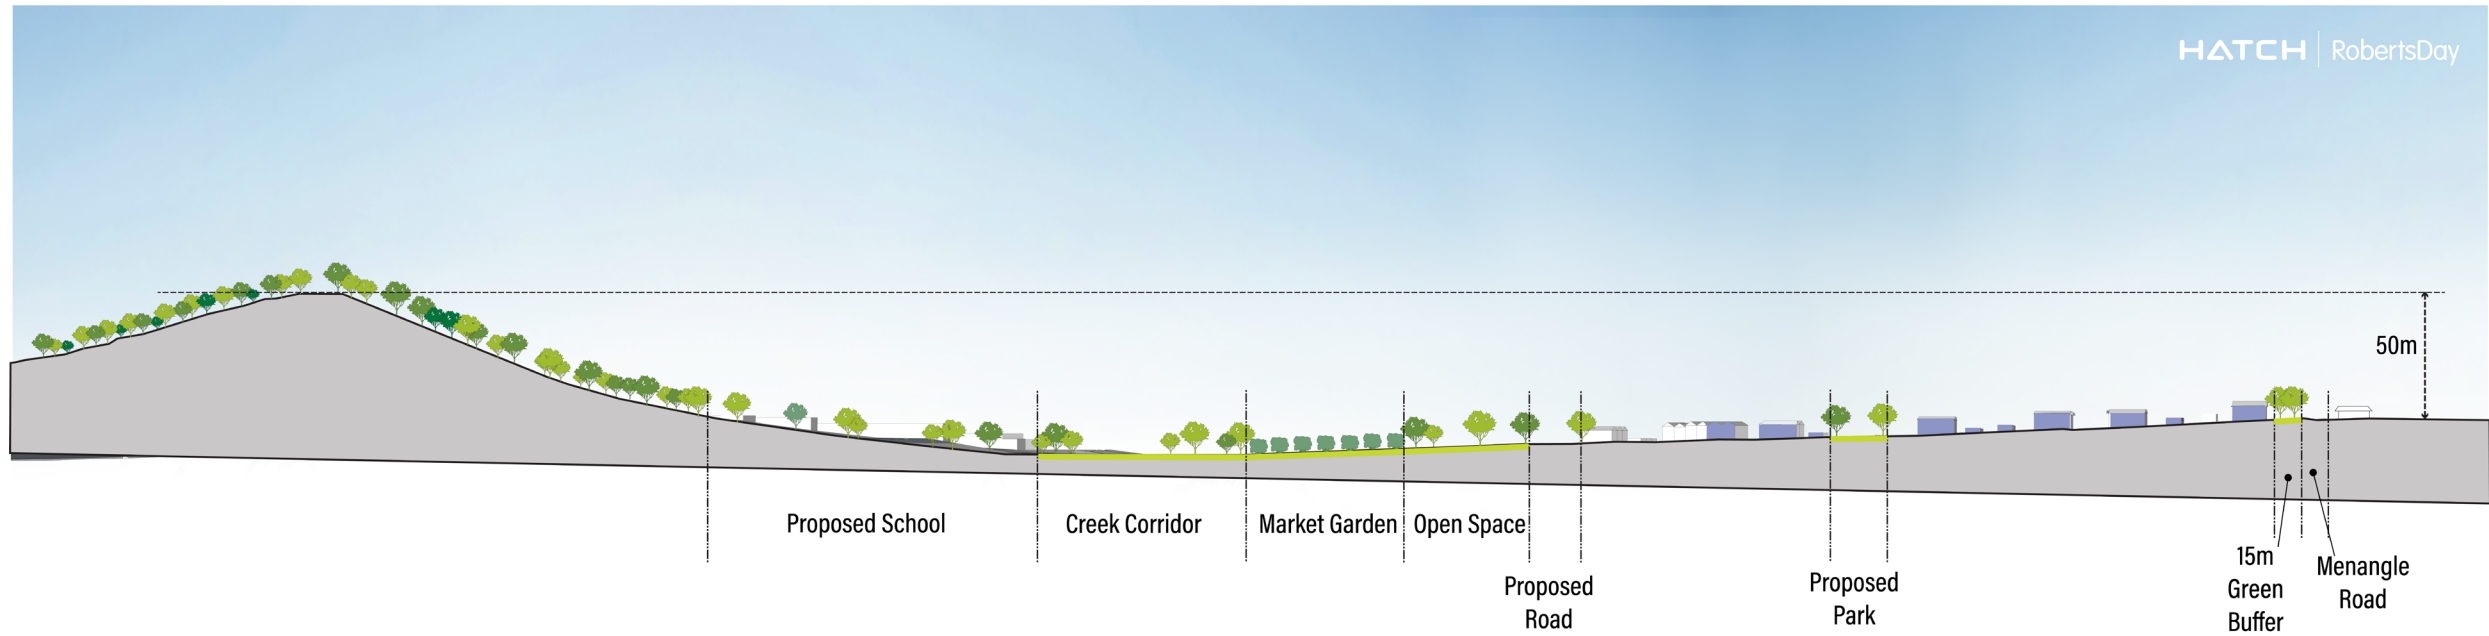 HATCH | RobertsDay
50m
Proposed School
Creek Corridor
Market Garden
Open Space
Proposed
Road
Proposed
Park
15m
Green
Buffer
Menangle
Road